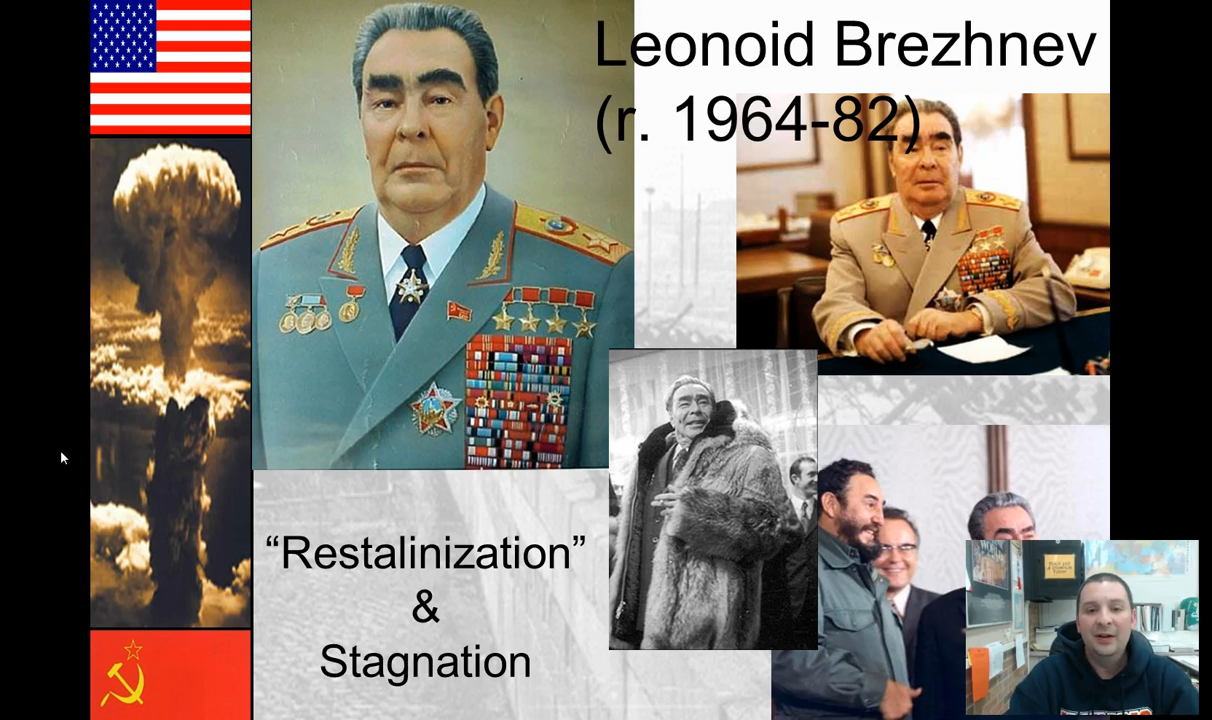 Leonoid Brezhnev
(r. 1964-82)
“Restalinization”
&
Stagnation